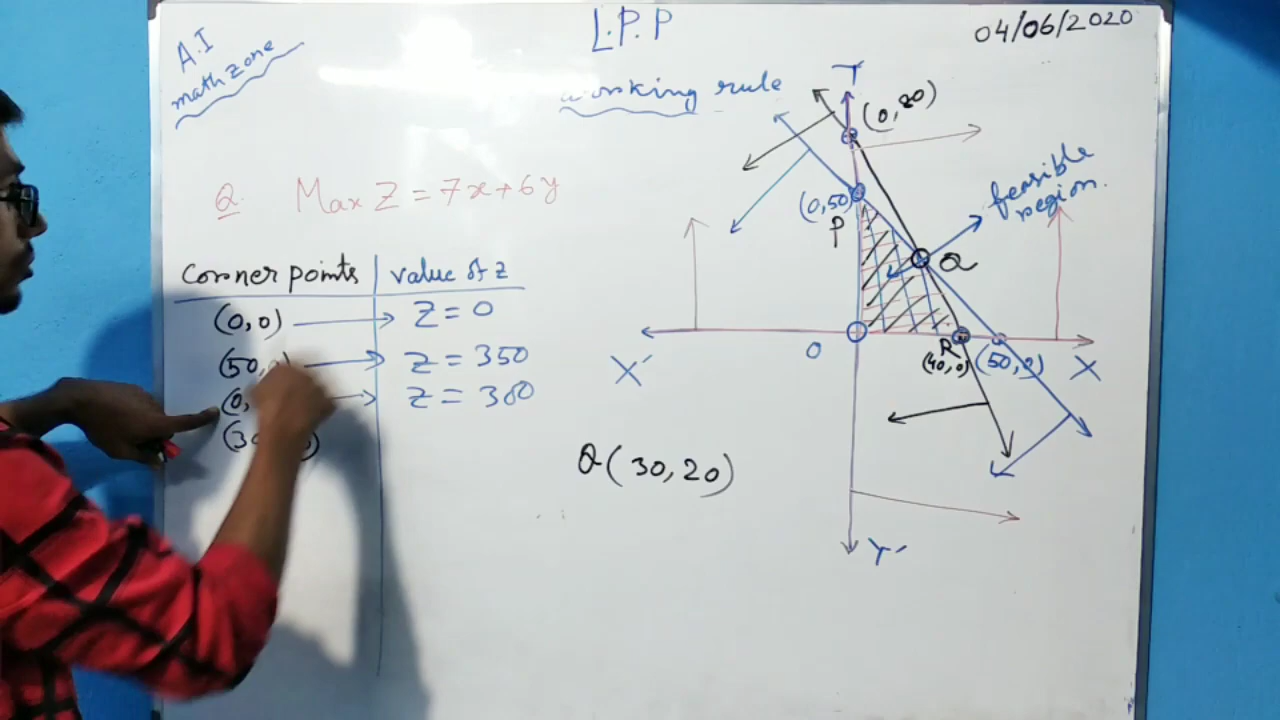 L.P.P
04/06/2020
A.I
math zone
working rule
Q. Max Z = 7x+6y
Corner points value of z
(0,0) Z = 0
(50, Z = 350
(0, Z = 300
Y
(0,80)
(0,50)
P
feasible
region.
Q
X'
O
R
(40,0)
(50,0)
X
Q(30,20)
Y'